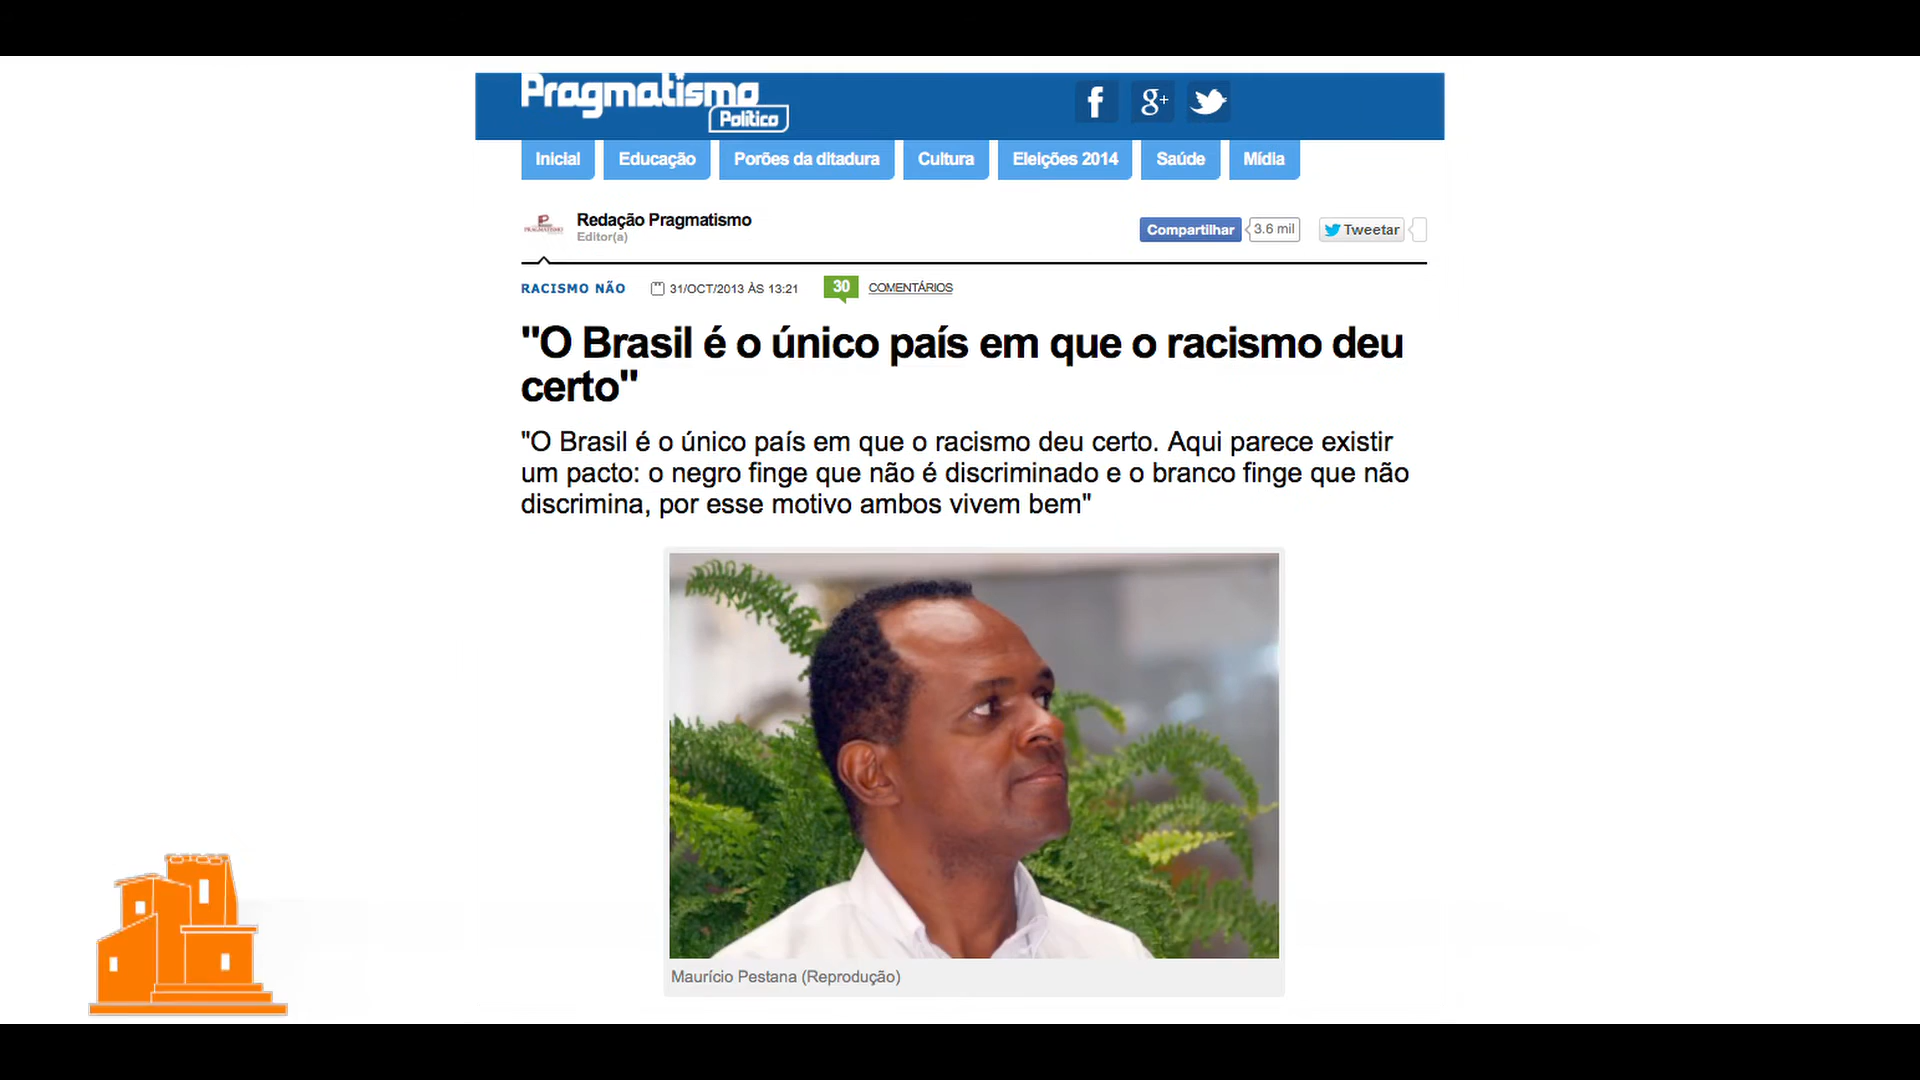 Pragmatismo
Político
f g+
Inicial Educação Porões da ditadura Cultura Eleições 2014 Saúde Mídia
Redação Pragmatismo
Editor(a)
Compartilhar 3.6 mil Tweetar
RACISMO NÃO 31/OCT/2013 ÀS 13:21 30 COMENTÁRIOS
"O Brasil é o único país em que o racismo deu
certo"
"O Brasil é o único país em que o racismo deu certo. Aqui parece existir
um pacto: o negro finge que não é discriminado e o branco finge que não
discrimina, por esse motivo ambos vivem bem"
Maurício Pestana (Reprodução)